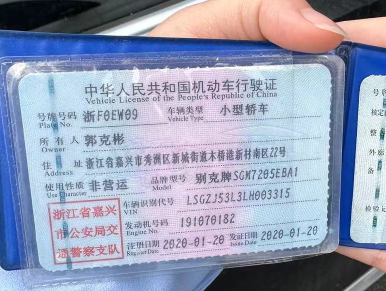 中华人民共和国机动车行驶证
Vehicle License of the People's Republic of China
号牌号码 浙F0EW09 车辆类型 小型轿车
Plate No. Vehicle Type
所有人 郭克彬
Owner
住址 浙江省嘉兴市秀洲区新城街道木桥港新村南区22号
Address
使用性质 非营运 品牌型号 别克牌SGM7205EBA1
Use Character Model
浙江省嘉兴市公安局交通警察支队
车辆识别代号 LSGZJ53L3LH003315
VIN
发动机号码 191070182
Engine No.
注册日期 2020-01-20 发证日期 2020-01-20
Register Date Issue Date